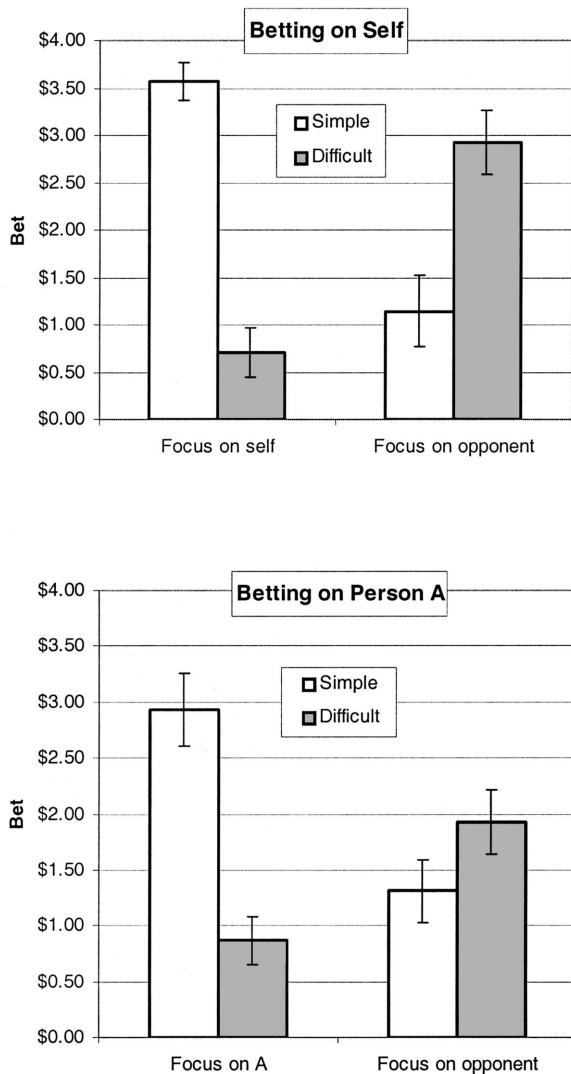 Betting on Self
$4.00
$3.50
$3.00
$2.50
$2.00
$1.50
$1.00
$0.50
$0.00
Bet
Simple
Difficult
Focus on self
Focus on opponent
Betting on Person A
$4.00
$3.50
$3.00
$2.50
$2.00
$1.50
$1.00
$0.50
$0.00
Bet
Simple
Difficult
Focus on A
Focus on opponent